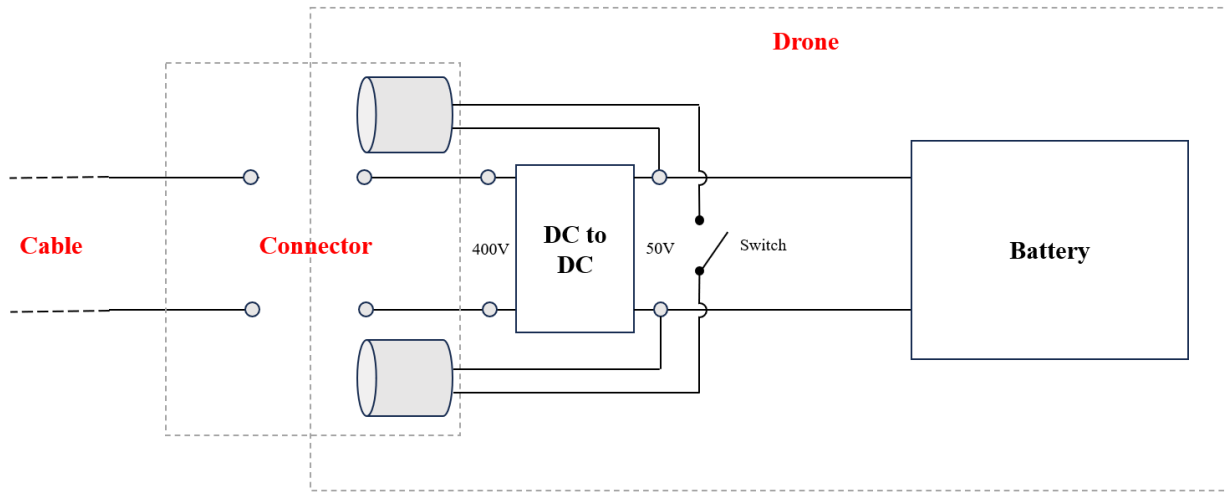 Drone
Cable
Connector
400V
DC to
DC
50V
Switch
Battery